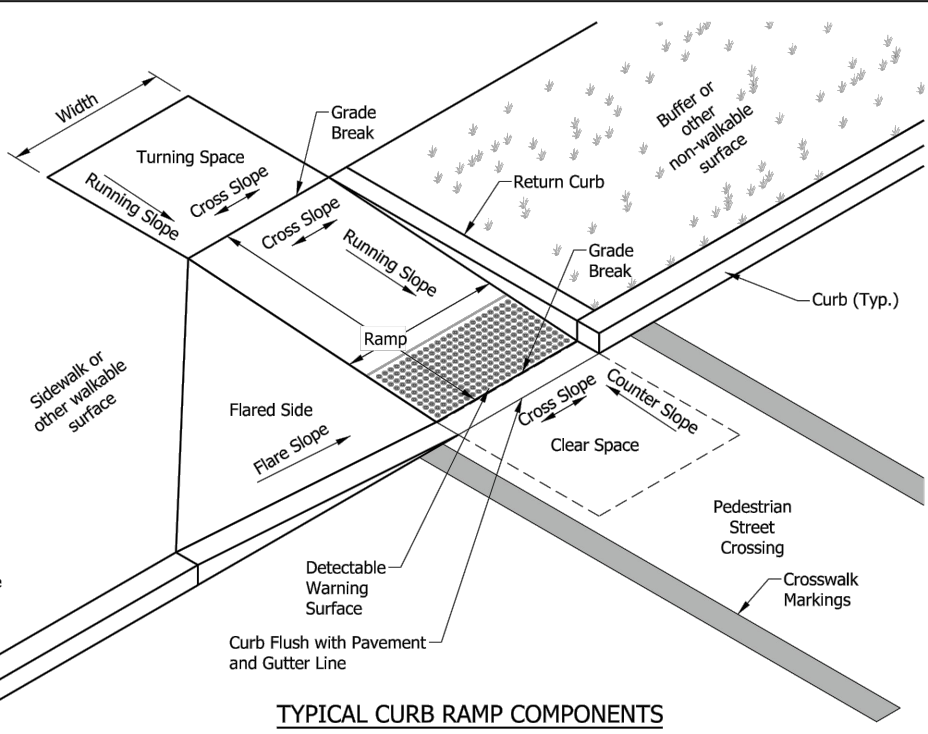 Width
Grade
Break
Turning Space
Running Slope
Cross Slope
Buffer or
other
non-walkable
surface
Return Curb
Cross Slope
Running Slope
Grade
Break
Curb (Typ.)
Ramp
Sidewalk or
other walkable
surface
Flared Side
Flare Slope
Cross Slope
Counter Slope
Clear Space
Pedestrian
Street
Crossing
Detectable
Warning
Surface
Crosswalk
Markings
Curb Flush with Pavement
and Gutter Line
TYPICAL CURB RAMP COMPONENTS